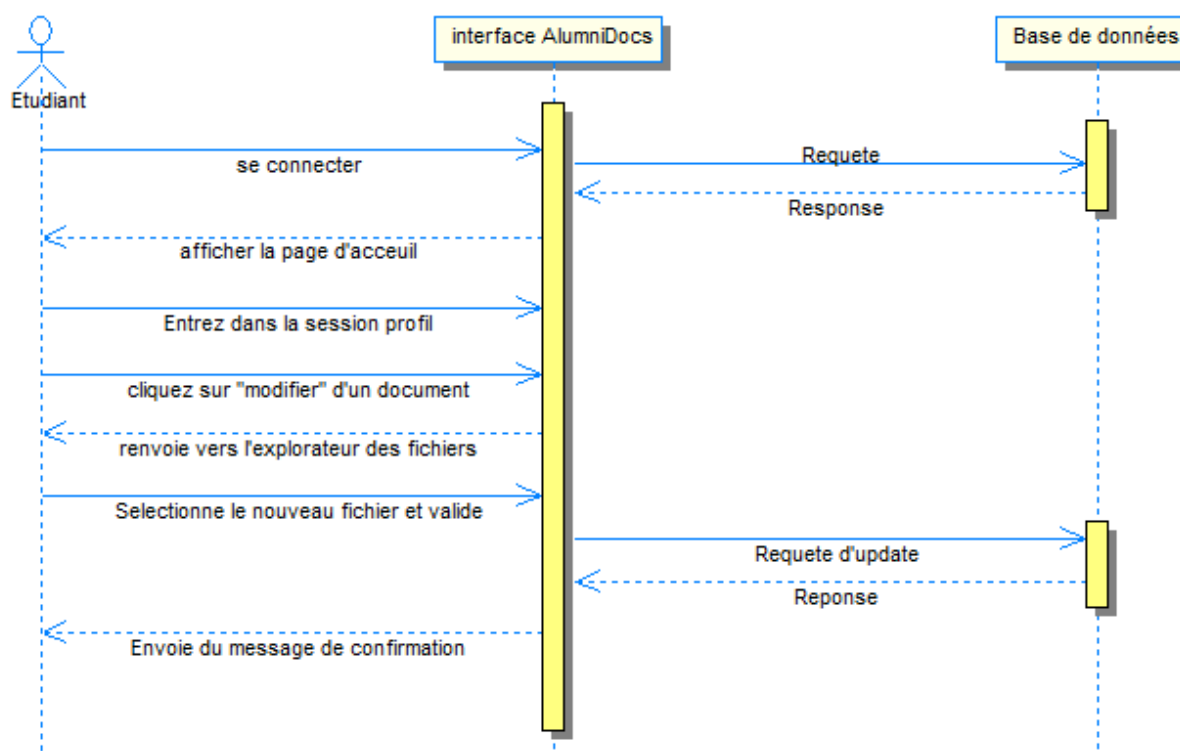 interface AlumniDocs
Base de données
Etudiant
se connecter
Requete
Response
afficher la page d'acceuil
Entrez dans la session profil
cliquez sur "modifier" d'un document
renvoie vers l'explorateur des fichiers
Selectionne le nouveau fichier et valide
Requete d'update
Reponse
Envoie du message de confirmation